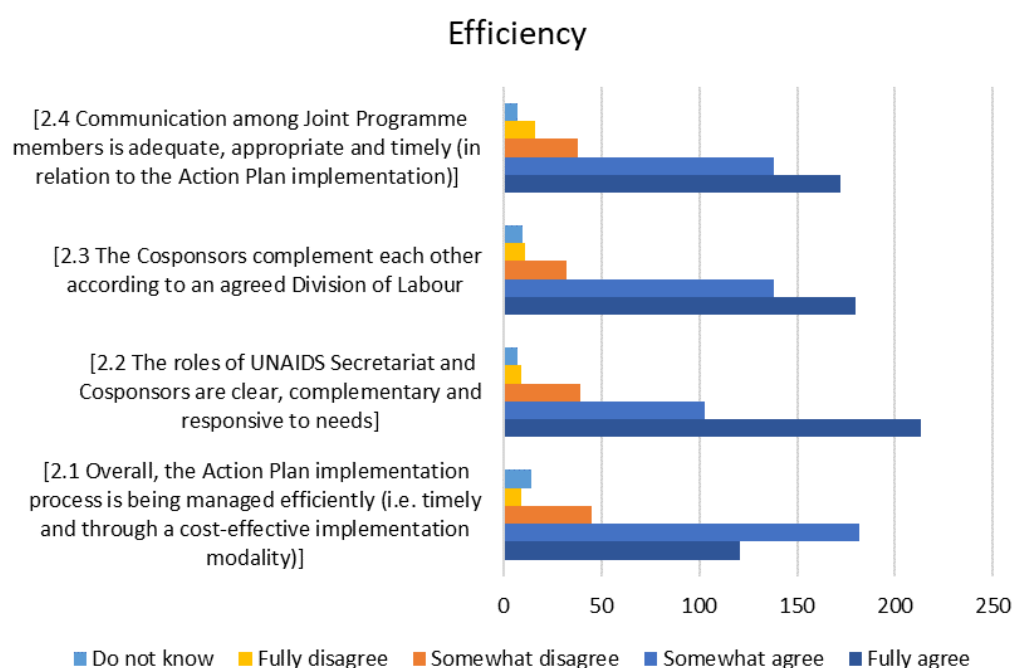 Efficiency
[2.4 Communication among Joint Programme
members is adequate, appropriate and timely (in
relation to the Action Plan implementation)]
[2.3 The Cosponsors complement each other
according to an agreed Division of Labour
[2.2 The roles of UNAIDS Secretariat and
Cosponsors are clear, complementary and
responsive to needs]
[2.1 Overall, the Action Plan implementation
process is being managed efficiently (i.e. timely
and through a cost-effective implementation
modality)]
0 50 100 150 200 250
Do not know Fully disagree Somewhat disagree Somewhat agree Fully agree